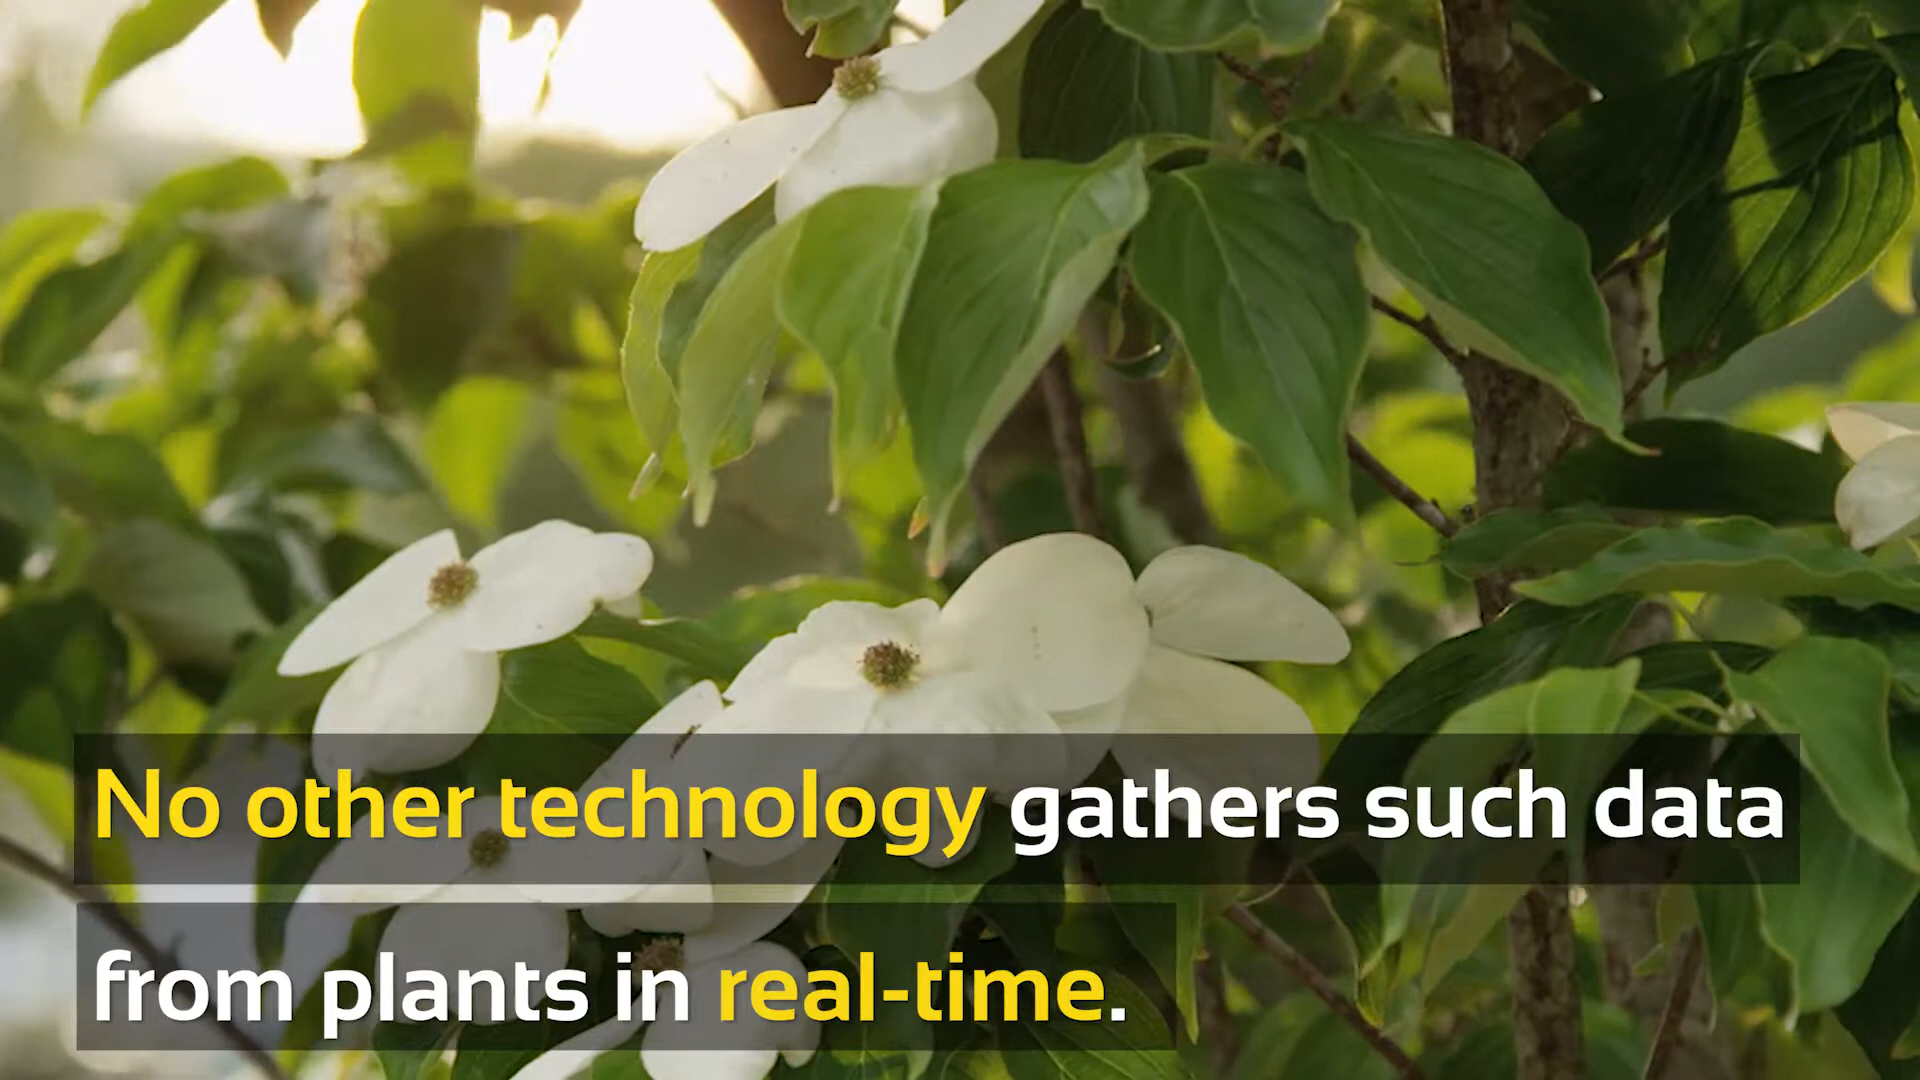 No other technology gathers such data
from plants in real-time.